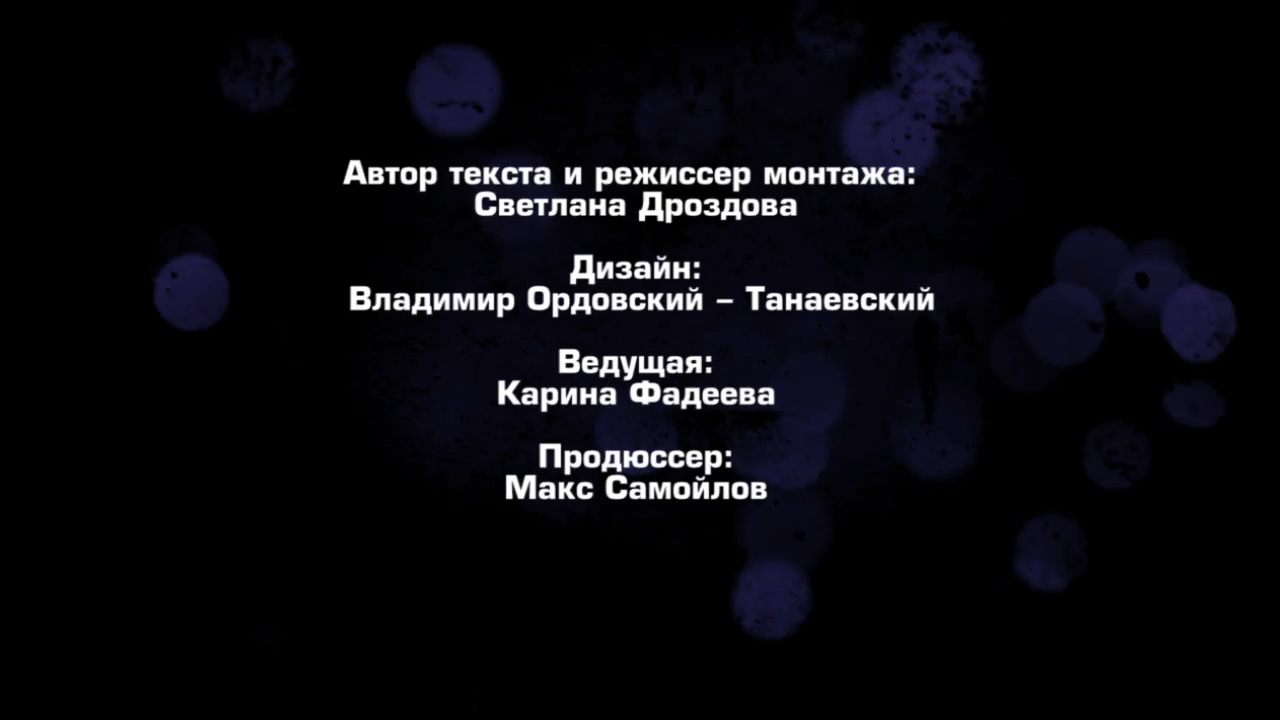 Автор текста и режиссер монтажа:
Светлана Дроздова
Дизайн:
Владимир Ордовский – Танаевский
Ведущая:
Карина Фадеева
Продюссер:
Макс Самойлов